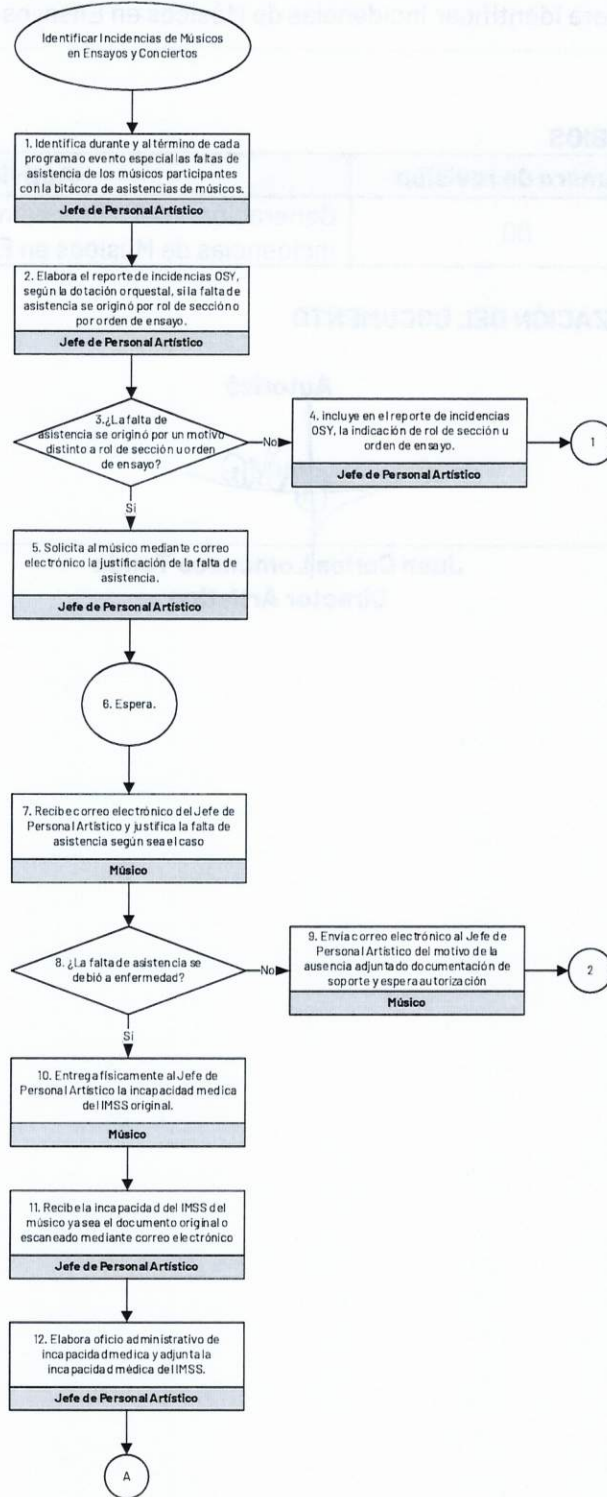 Identificar Incidencias de Músicos
en Ensayos y Conciertos
1. Identifica durante y al término de cada
programa o evento especial las faltas de
asistencia de los músicos participantes
con la bitácora de asistencias de músicos.
Jefe de Personal Artístico
2. Elabora el reporte de incidencias OSY,
según la dotación orquestal, si la falta de
asistencia se originó por rol de sección o
por orden de ensayo.
Jefe de Personal Artístico
3.¿La falta de
asistencia se originó por un motivo
distinto a rol de sección u orden
de ensayo?
No
4. incluye en el reporte de incidencias
OSY, la indicación de rol de sección u
orden de ensayo.
Jefe de Personal Artístico
1
Sí
5. Solicita al músico mediante correo
electrónico la justificación de la falta de
asistencia.
Jefe de Personal Artístico
6. Espera.
7. Recibe correo electrónico del Jefe de
Personal Artístico y justifica la falta de
asistencia según sea el caso
Músico
8. ¿La falta de asistencia se
debió a enfermedad?
No
9. Envía correo electrónico al Jefe de
Personal Artístico del motivo de la
ausencia adjuntado documentación de
soporte y espera autorización
Músico
2
Sí
10. Entrega físicamente al Jefe de
Personal Artístico la incapacidad medica
del IMSS original.
Músico
11. Recibe la incapacidad del IMSS del
músico ya sea el documento original o
escaneado mediante correo electrónico
Jefe de Personal Artístico
12. Elabora oficio administrativo de
incapacidad medica y adjunta la
incapacidad médica del IMSS.
Jefe de Personal Artístico
A